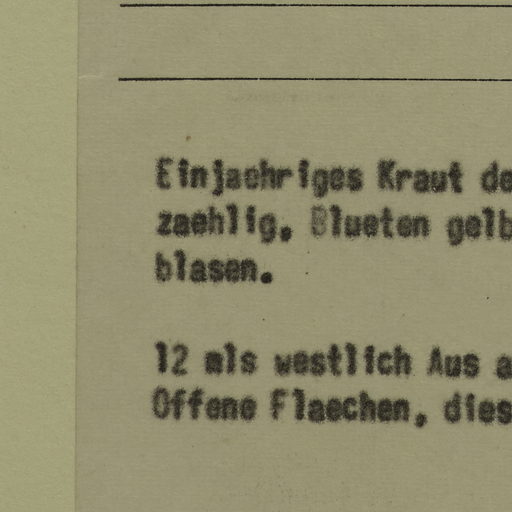 Einjaehriges Kraut de
zaehlig. Blueten gelb
blasen.
12 mls westlich Aus a
Offene Flaechen, dies